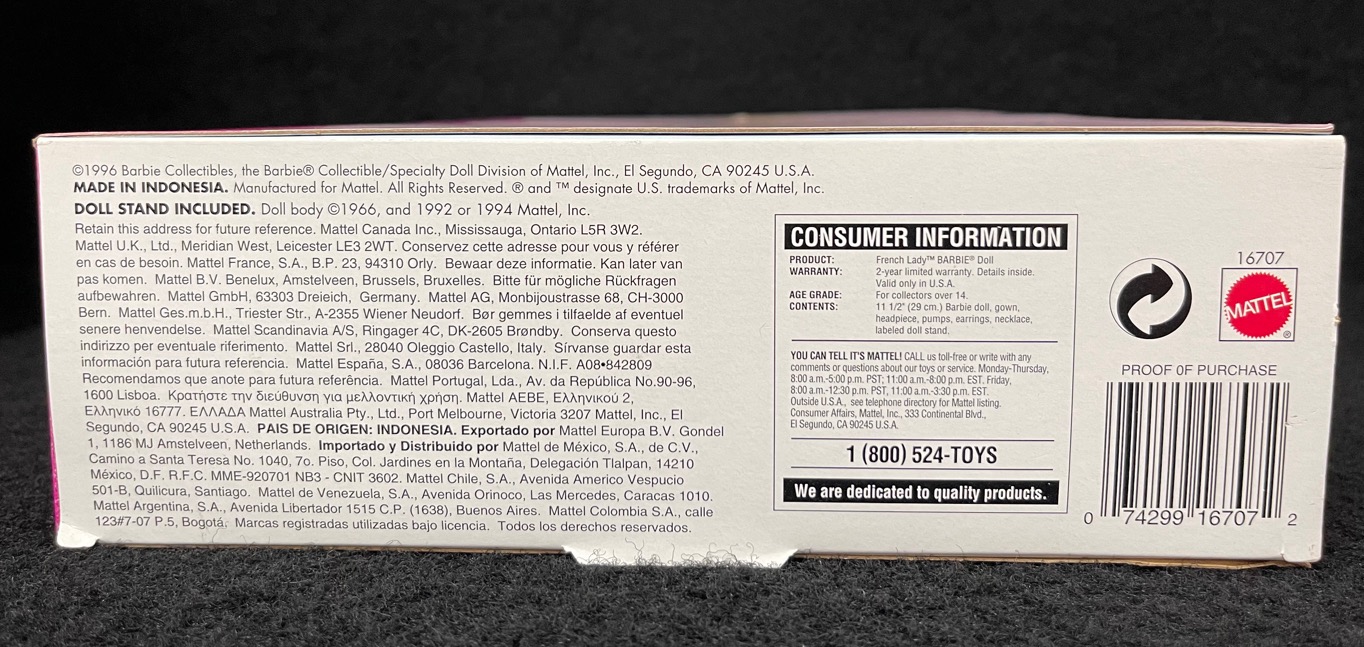 ©1996 Barbie Collectibles, the Barbie® Collectible/Specialty Doll Division of Mattel, Inc., El Segundo, CA 90245 U.S.A.
MADE IN INDONESIA. Manufactured for Mattel. All Rights Reserved. ® and ™ designate U.S. trademarks of Mattel, Inc.
DOLL STAND INCLUDED. Doll body ©1966, and 1992 or 1994 Mattel, Inc.
Retain this address for future reference. Mattel Canada Inc., Mississauga, Ontario L5R 3W2.
Mattel U.K., Ltd., Meridian West, Leicester LE3 2WT. Conservez cette adresse pour vous y référer
en cas de besoin. Mattel France, S.A., B.P. 23, 94310 Orly. Bewaar deze informatie. Kan later van
pas komen. Mattel B.V. Benelux, Amstelveen, Brussels, Bruxelles. Bitte für mögliche Rückfragen
aufbewahren. Mattel GmbH, 63303 Dreieich, Germany. Mattel AG, Monbijoustrasse 68, CH-3000
Bern. Mattel Ges.m.b.H., Triester Str., A-2355 Wiener Neudorf. Bør gemmes i tilfaelde af eventuel
senere henvendelse. Mattel Scandinavia A/S, Ringager 4C, DK-2605 Brøndby. Conserva questo
indirizzo per eventuale riferimento. Mattel Srl., 28040 Oleggio Castello, Italy. Sírvanse guardar esta
información para futura referencia. Mattel España, S.A., 08036 Barcelona. N.I.F. A08•842809
Recomendamos que anote para futura referência. Mattel Portugal, Lda., Av. da República No.90-96,
1600 Lisboa. Κρατήστε την διεύθυνση για μελλοντική χρήση. Mattel AEBE, Ελληνικού 2,
Ελληνικό 16777. ΕΛΛΑΔΑ Mattel Australia Pty., Ltd., Port Melbourne, Victoria 3207 Mattel, Inc., El
Segundo, CA 90245 U.S.A. PAIS DE ORIGEN: INDONESIA. Exportado por Mattel Europa B.V. Gondel
1, 1186 MJ Amstelveen, Netherlands. Importado y Distribuido por Mattel de México, S.A., de C.V.,
Camino a Santa Teresa No. 1040, 7o. Piso, Col. Jardines en la Montaña, Delegación Tlalpan, 14210
México, D.F. R.F.C. MME-920701 NB3 - CNIT 3602. Mattel Chile, S.A., Avenida Americo Vespucio
501-B, Quilicura, Santiago. Mattel de Venezuela, S.A., Avenida Orinoco, Las Mercedes, Caracas 1010.
Mattel Argentina, S.A., Avenida Libertador 1515 C.P. (1638), Buenos Aires. Mattel Colombia S.A., calle
123#7-07 P.5, Bogotá. Marcas registradas utilizadas bajo licencia. Todos los derechos reservados.
CONSUMER INFORMATION
PRODUCT: French Lady™ BARBIE® Doll
WARRANTY: 2-year limited warranty. Details inside.
Valid only in U.S.A.
AGE GRADE: For collectors over 14.
CONTENTS: 11 1/2" (29 cm.) Barbie doll, gown,
headpiece, pumps, earrings, necklace,
labeled doll stand.
YOU CAN TELL IT'S MATTEL! CALL us toll-free or write with any
comments or questions about our toys or service. Monday-Thursday,
8:00 a.m.-5:00 p.m. PST; 11:00 a.m.-8:00 p.m. EST. Friday,
8:00 a.m.-12:30 p.m. PST, 11:00 a.m.-3:30 p.m. EST.
Outside U.S.A., see telephone directory for Mattel listing.
Consumer Affairs, Mattel, Inc., 333 Continental Blvd.,
El Segundo, CA 90245 U.S.A.
1 (800) 524-TOYS
We are dedicated to quality products.
16707
MATTEL®
PROOF OF PURCHASE
0 74299 16707 2